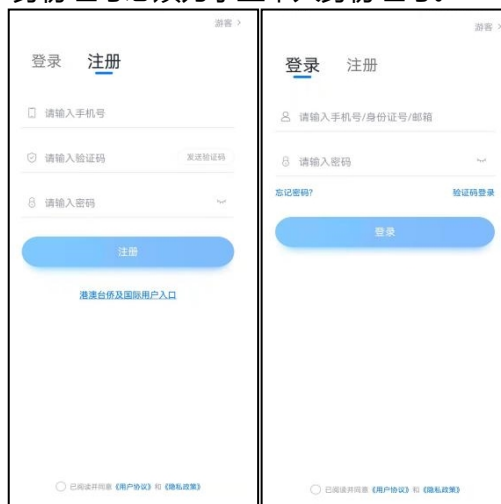 游客 >
登录 注册
请输入手机号
请输入验证码 发送验证码
请输入密码
注册
港澳台侨及国际用户入口
已阅读并同意《用户协议》和《隐私政策》
游客 >
登录 注册
请输入手机号/身份证号/邮箱
请输入密码
忘记密码? 验证码登录
登录
已阅读并同意《用户协议》和《隐私政策》